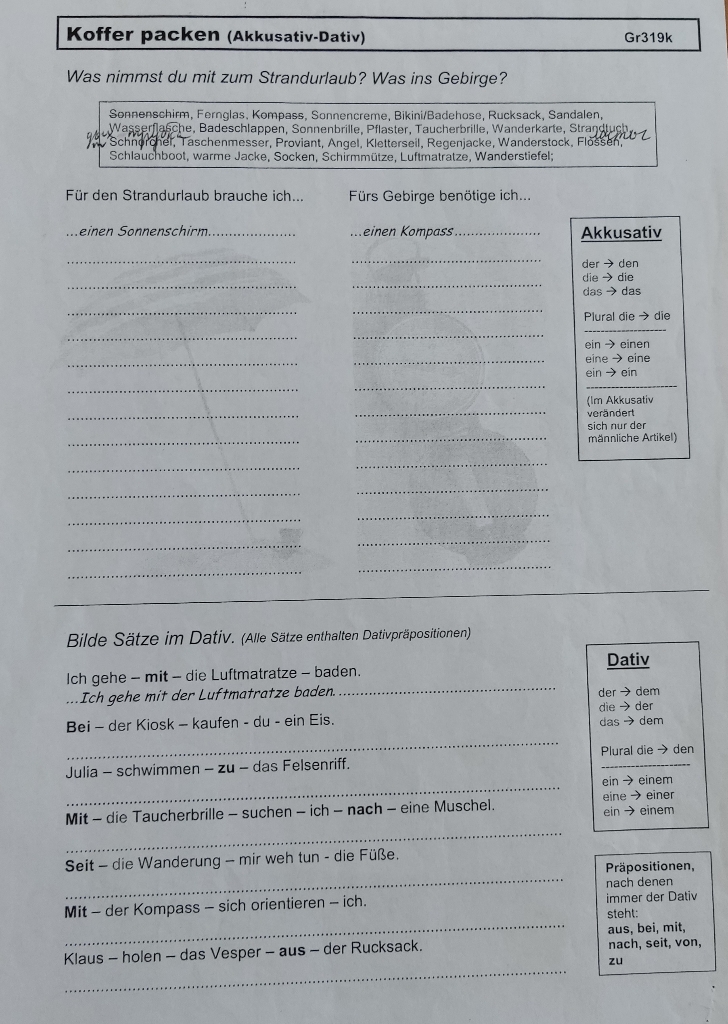 Koffer packen (Akkusativ-Dativ) Gr319k
Was nimmst du mit zum Strandurlaub? Was ins Gebirge?
Sonnenschirm, Fernglas, Kompass, Sonnencreme, Bikini/Badehose, Rucksack, Sandalen,
Wasserflasche, Badeschlappen, Sonnenbrille, Pflaster, Taucherbrille, Wanderkarte, Strandtuch,
Schnorchel, Taschenmesser, Proviant, Angel, Kletterseil, Regenjacke, Wanderstock, Flossen,
Schlauchboot, warme Jacke, Socken, Schirmmütze, Luftmatratze, Wanderstiefel;
Für den Strandurlaub brauche ich...
...einen Sonnenschirm
Fürs Gebirge benötige ich...
...einen Kompass
Akkusativ
der → den
die → die
das → das
Plural die → die
ein → einen
eine → eine
ein → ein
(Im Akkusativ
verändert
sich nur der
männliche Artikel)
Bilde Sätze im Dativ. (Alle Sätze enthalten Dativpräpositionen)
Ich gehe – mit – die Luftmatratze – baden.
...Ich gehe mit der Luftmatratze baden.
Bei – der Kiosk – kaufen - du - ein Eis.
Julia – schwimmen – zu – das Felsenriff.
Mit – die Taucherbrille – suchen – ich – nach – eine Muschel.
Seit – die Wanderung – mir weh tun - die Füße.
Mit – der Kompass – sich orientieren – ich.
Klaus – holen – das Vesper – aus – der Rucksack.
Dativ
der → dem
die → der
das → dem
Plural die → den
ein → einem
eine → einer
ein → einem
Präpositionen,
nach denen
immer der Dativ
steht:
aus, bei, mit,
nach, seit, von,
zu